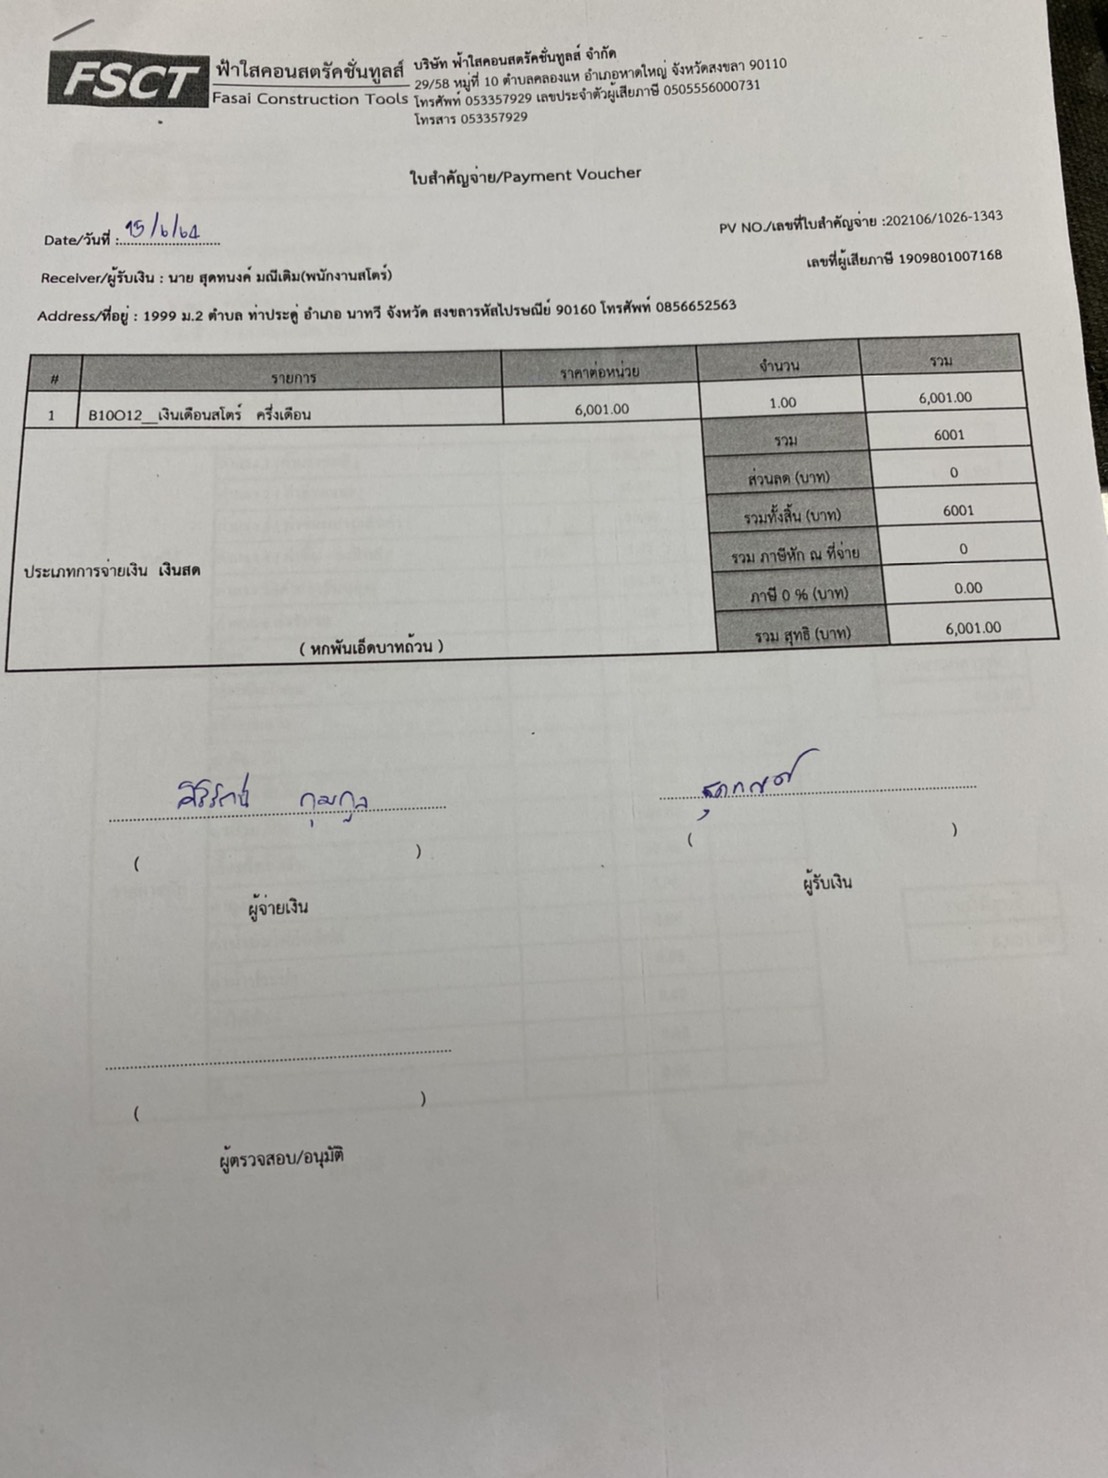 FSCT ฟ้าใสคอนสตรัคชั่นทูลส์
Fasai Construction Tools
บริษัท ฟ้าใสคอนสตรัคชั่นทูลส์ จำกัด
29/58 หมู่ที่ 10 ตำบลคลองแห อำเภอหาดใหญ่ จังหวัดสงขลา 90110
โทรศัพท์ 053357929 เลขประจำตัวผู้เสียภาษี 0505556000731
โทรสาร 053357929
ใบสำคัญจ่าย/Payment Voucher
Date/วันที่ : 15/6/64
PV NO./เลขที่ใบสำคัญจ่าย :202106/1026-1343
Receiver/ผู้รับเงิน : นาย สุดทนงค์ มณีเติม(พนักงานสโตร์)
เลขที่ผู้เสียภาษี 1909801007168
Address/ที่อยู่ : 1999 ม.2 ตำบล ท่าประดู่ อำเภอ นาทวี จังหวัด สงขลารหัสไปรษณีย์ 90160 โทรศัพท์ 0856652563
# รายการ ราคาต่อหน่วย จำนวน รวม
1 B10O12__เงินเดือนสโตร์ ครึ่งเดือน 6,001.00 1.00 6,001.00
รวม 6001
ส่วนลด (บาท) 0
รวมทั้งสิ้น (บาท) 6001
รวม ภาษีหัก ณ ที่จ่าย 0
ประเภทการจ่ายเงิน เงินสด
ภาษี 0 % (บาท) 0.00
( หกพันเอ็ดบาทถ้วน )
รวม สุทธิ (บาท) 6,001.00
( )
( )
ผู้จ่ายเงิน
ผู้รับเงิน
( )
ผู้ตรวจสอบ/อนุมัติ